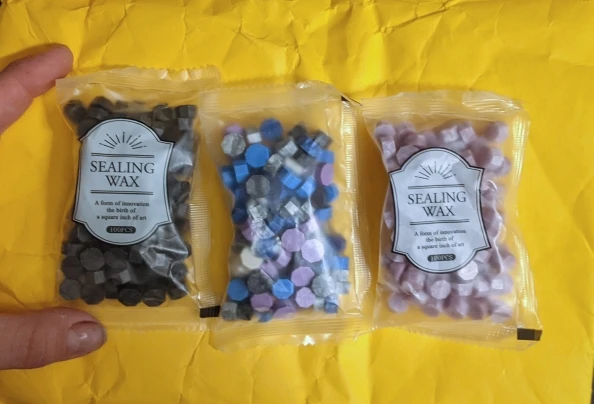 SEALING
WAX
A form of innovation
the birth of
a square inch of art
100PCS
SEALING
WAX
A form of innovation
the birth of
a square inch of art
100PCS